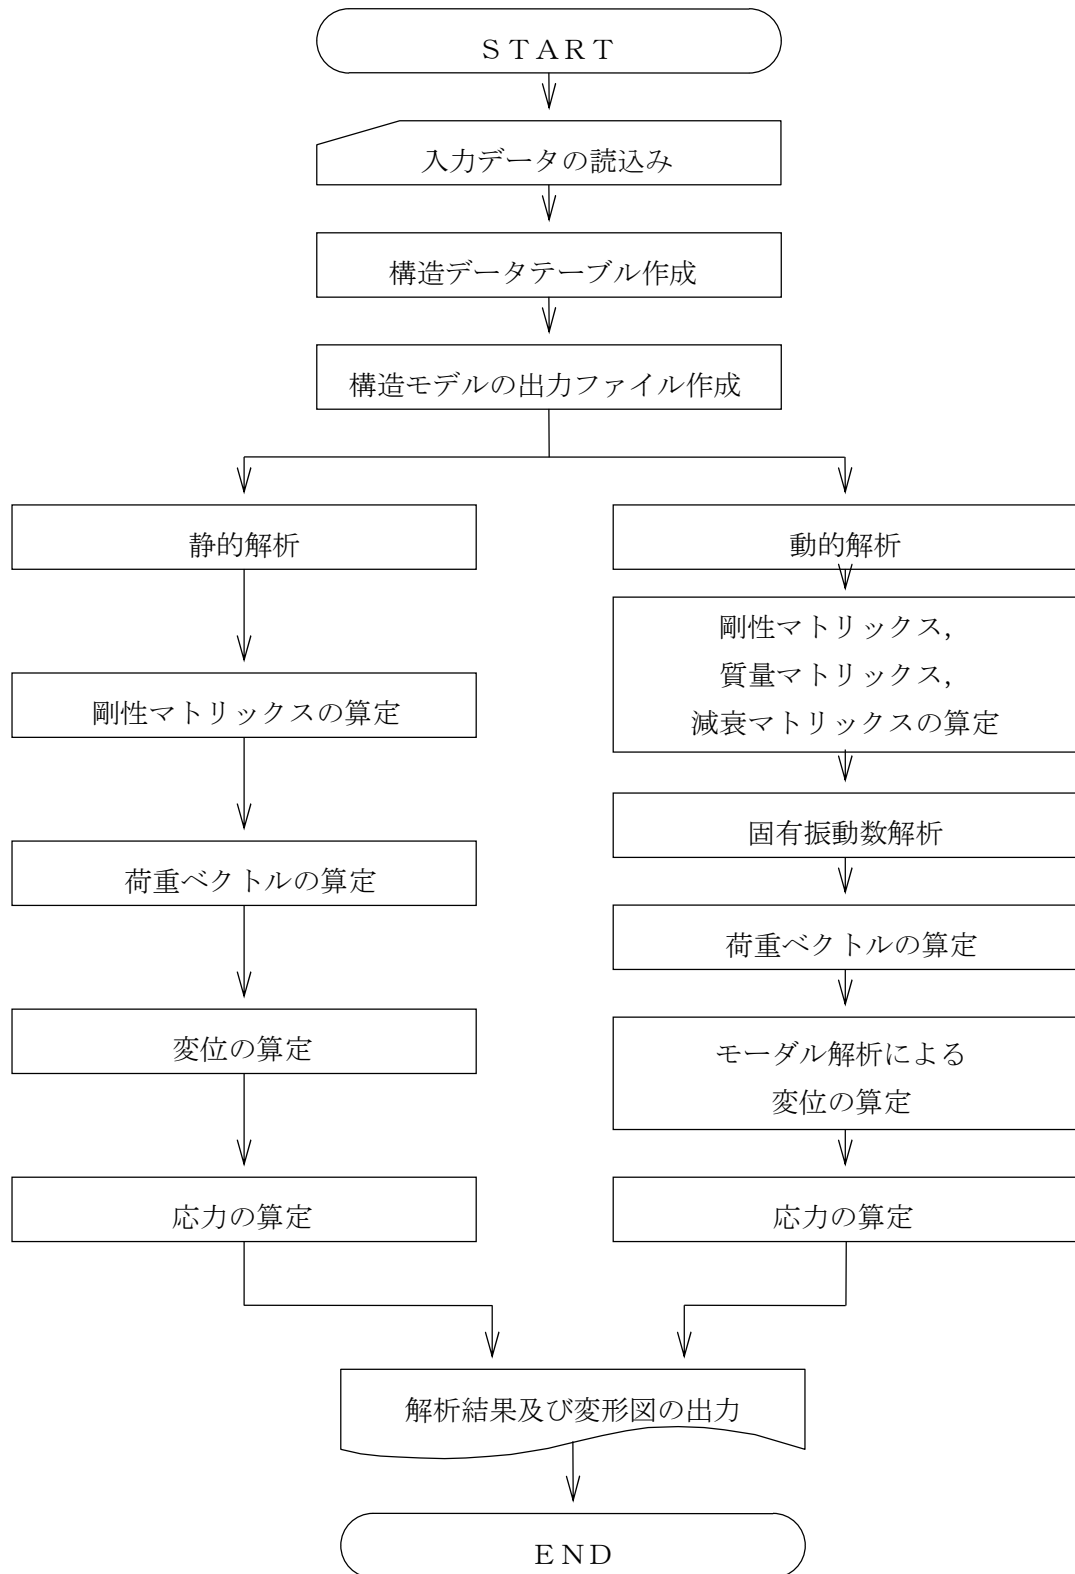 ＳＴＡＲＴ
入力データの読込み
構造データテーブル作成
構造モデルの出力ファイル作成
静的解析
剛性マトリックスの算定
荷重ベクトルの算定
変位の算定
応力の算定
動的解析
剛性マトリックス，
質量マトリックス，
減衰マトリックスの算定
固有振動数解析
荷重ベクトルの算定
モーダル解析による
変位の算定
応力の算定
解析結果及び変形図の出力
ＥＮＤ